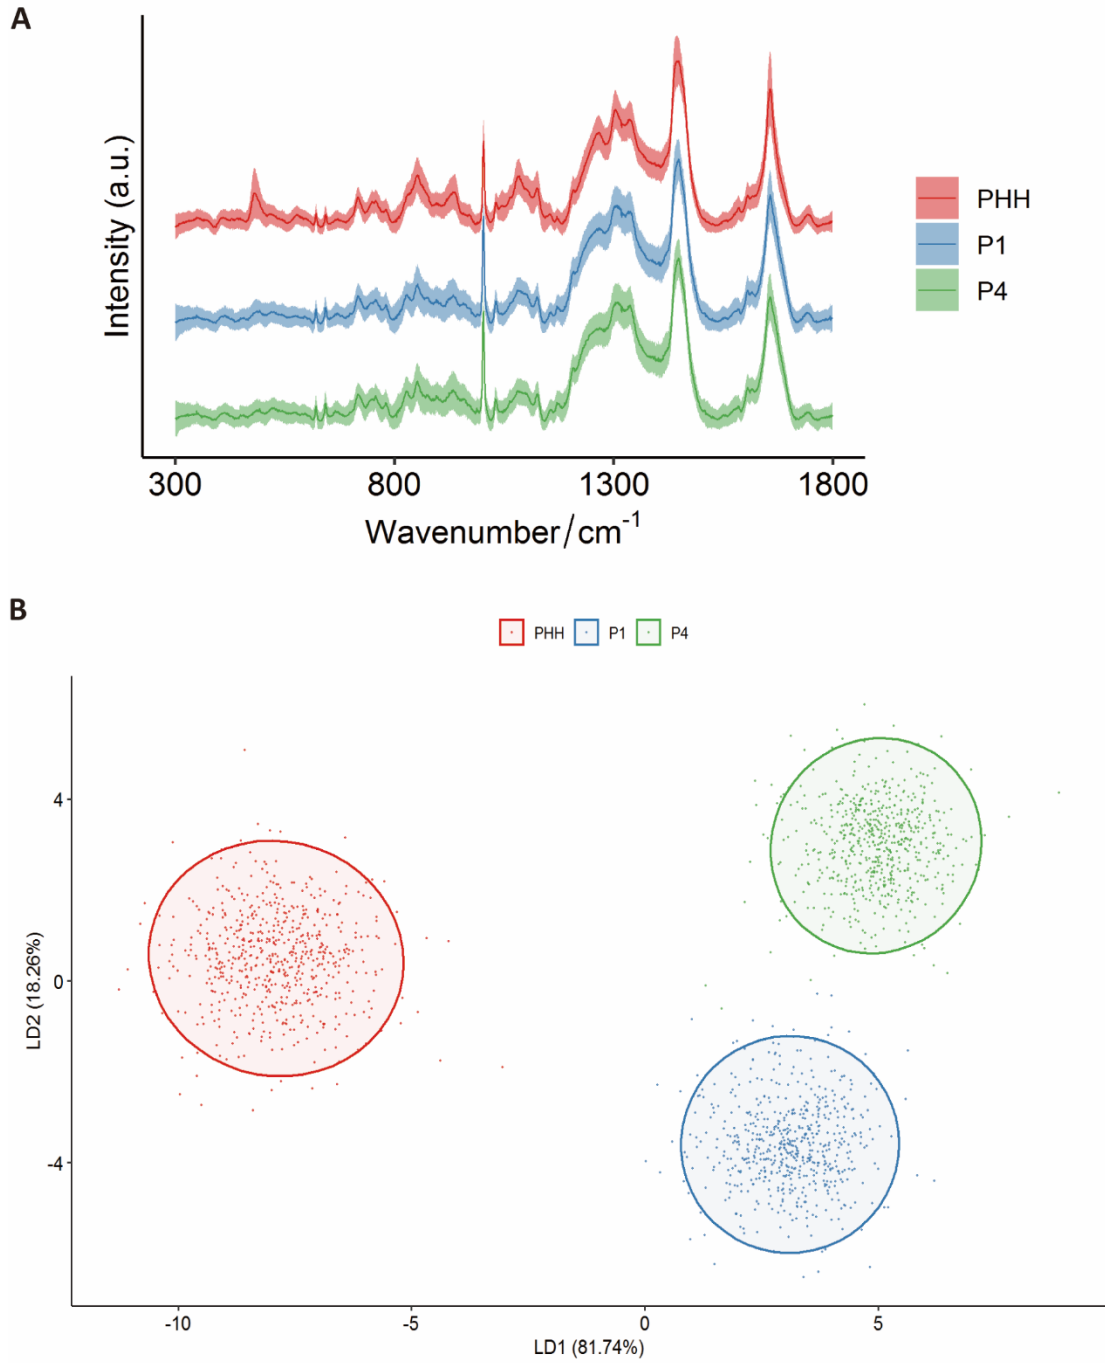 A
Intensity (a.u.)
PHH
P1
P4
300 800 1300 1800
Wavenumber/cm⁻¹
B
PHH P1 P4
4
0
-4
LD2 (18.26%)
-10 -5 0 5
LD1 (81.74%)